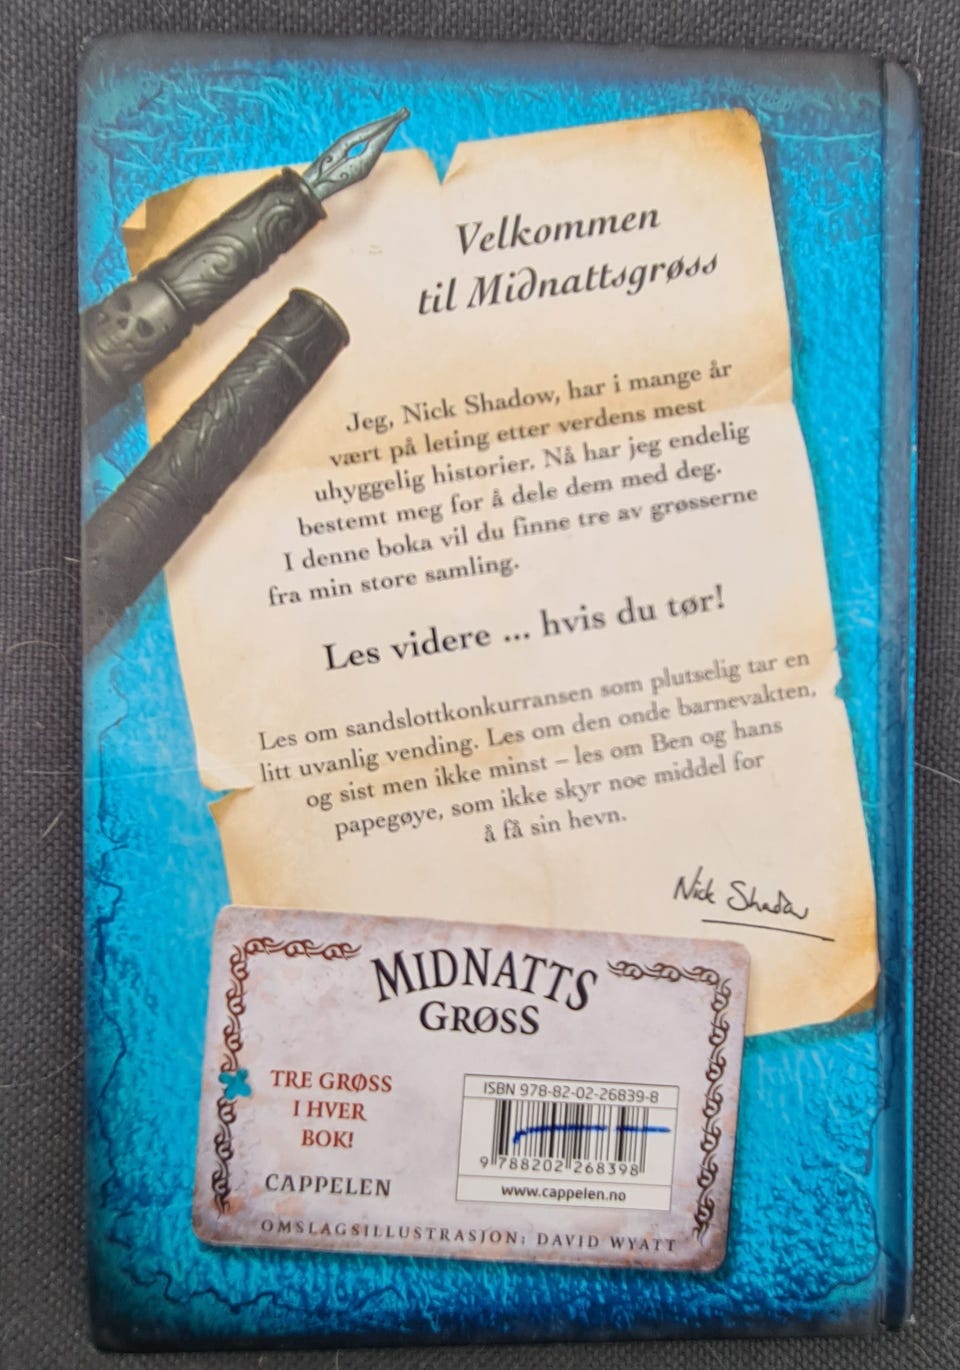 Velkommen
til Midnattsgrøss
Jeg, Nick Shadow, har i mange år
vært på leting etter verdens mest
uhyggelig historier. Nå har jeg endelig
bestemt meg for å dele dem med deg.
I denne boka vil du finne tre av grøsserne
fra min store samling.
Les videre ... hvis du tør!
Les om sandslottkonkurransen som plutselig tar en
litt uvanlig vending. Les om den onde barnevakten,
og sist men ikke minst – les om Ben og hans
papegøye, som ikke skyr noe middel for
å få sin hevn.
Nick Shadow
MIDNATTS
GRØSS
TRE GRØSS
I HVER
BOK!
CAPPELEN
ISBN 978-82-02-26839-8
9 788202 268398
www.cappelen.no
OMSLAGSILLUSTRASJON: DAVID WYATT